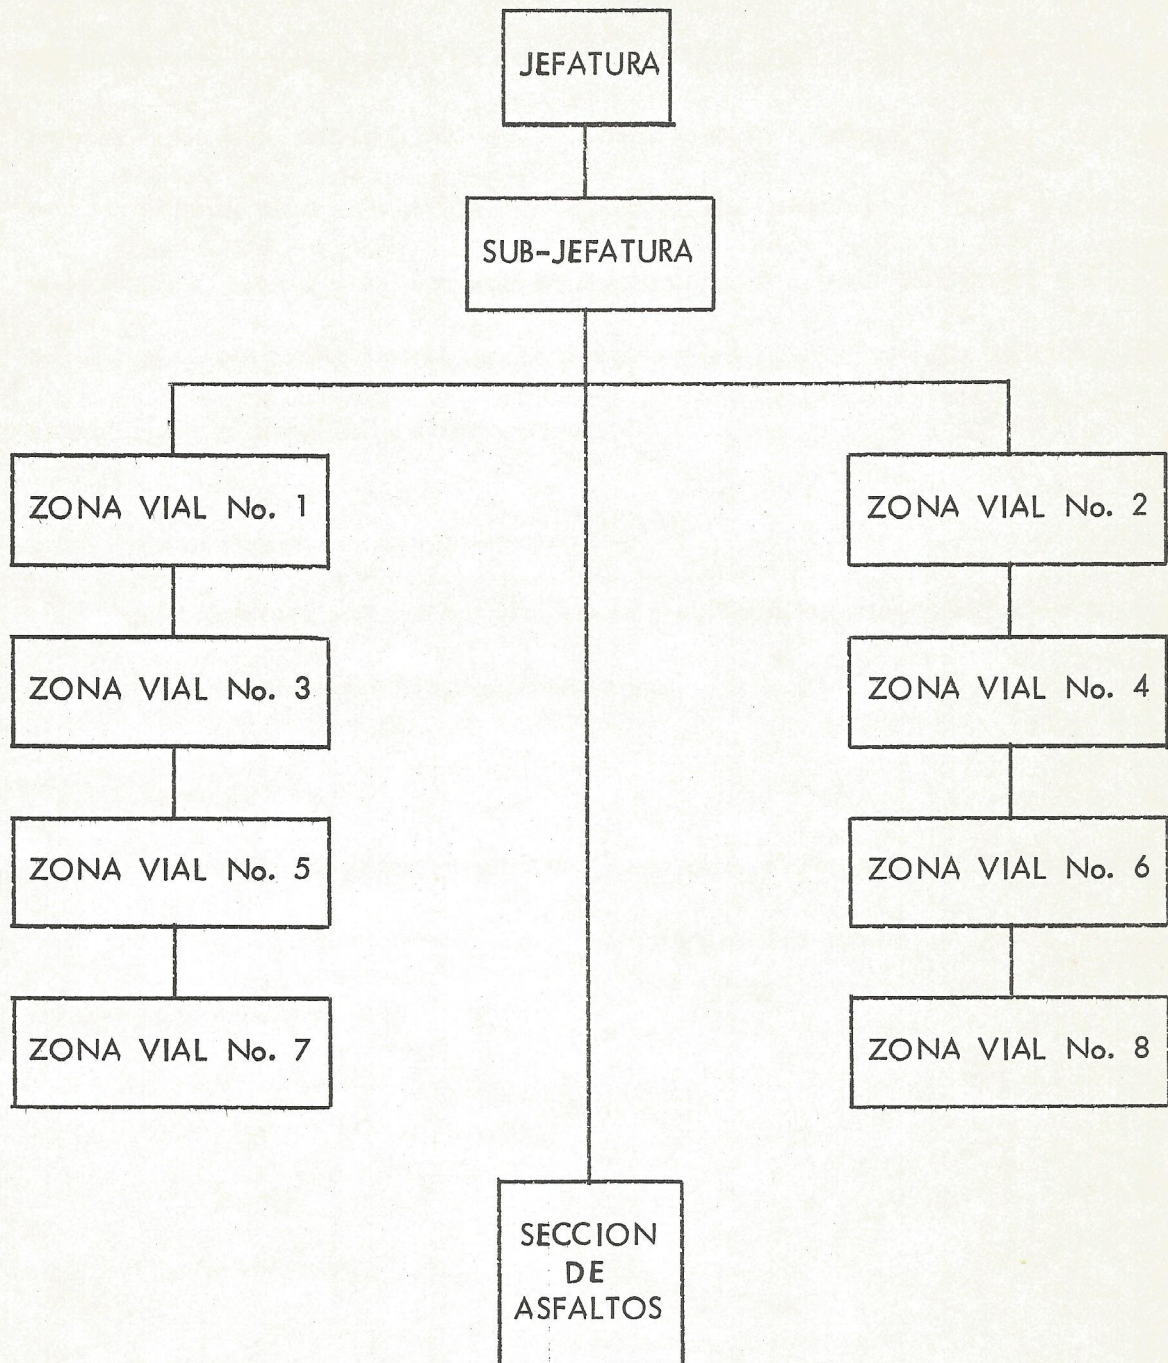 JEFATURA
SUB-JEFATURA
ZONA VIAL No. 1
ZONA VIAL No. 2
ZONA VIAL No. 3
ZONA VIAL No. 4
ZONA VIAL No. 5
ZONA VIAL No. 6
ZONA VIAL No. 7
ZONA VIAL No. 8
SECCION
DE
ASFALTOS